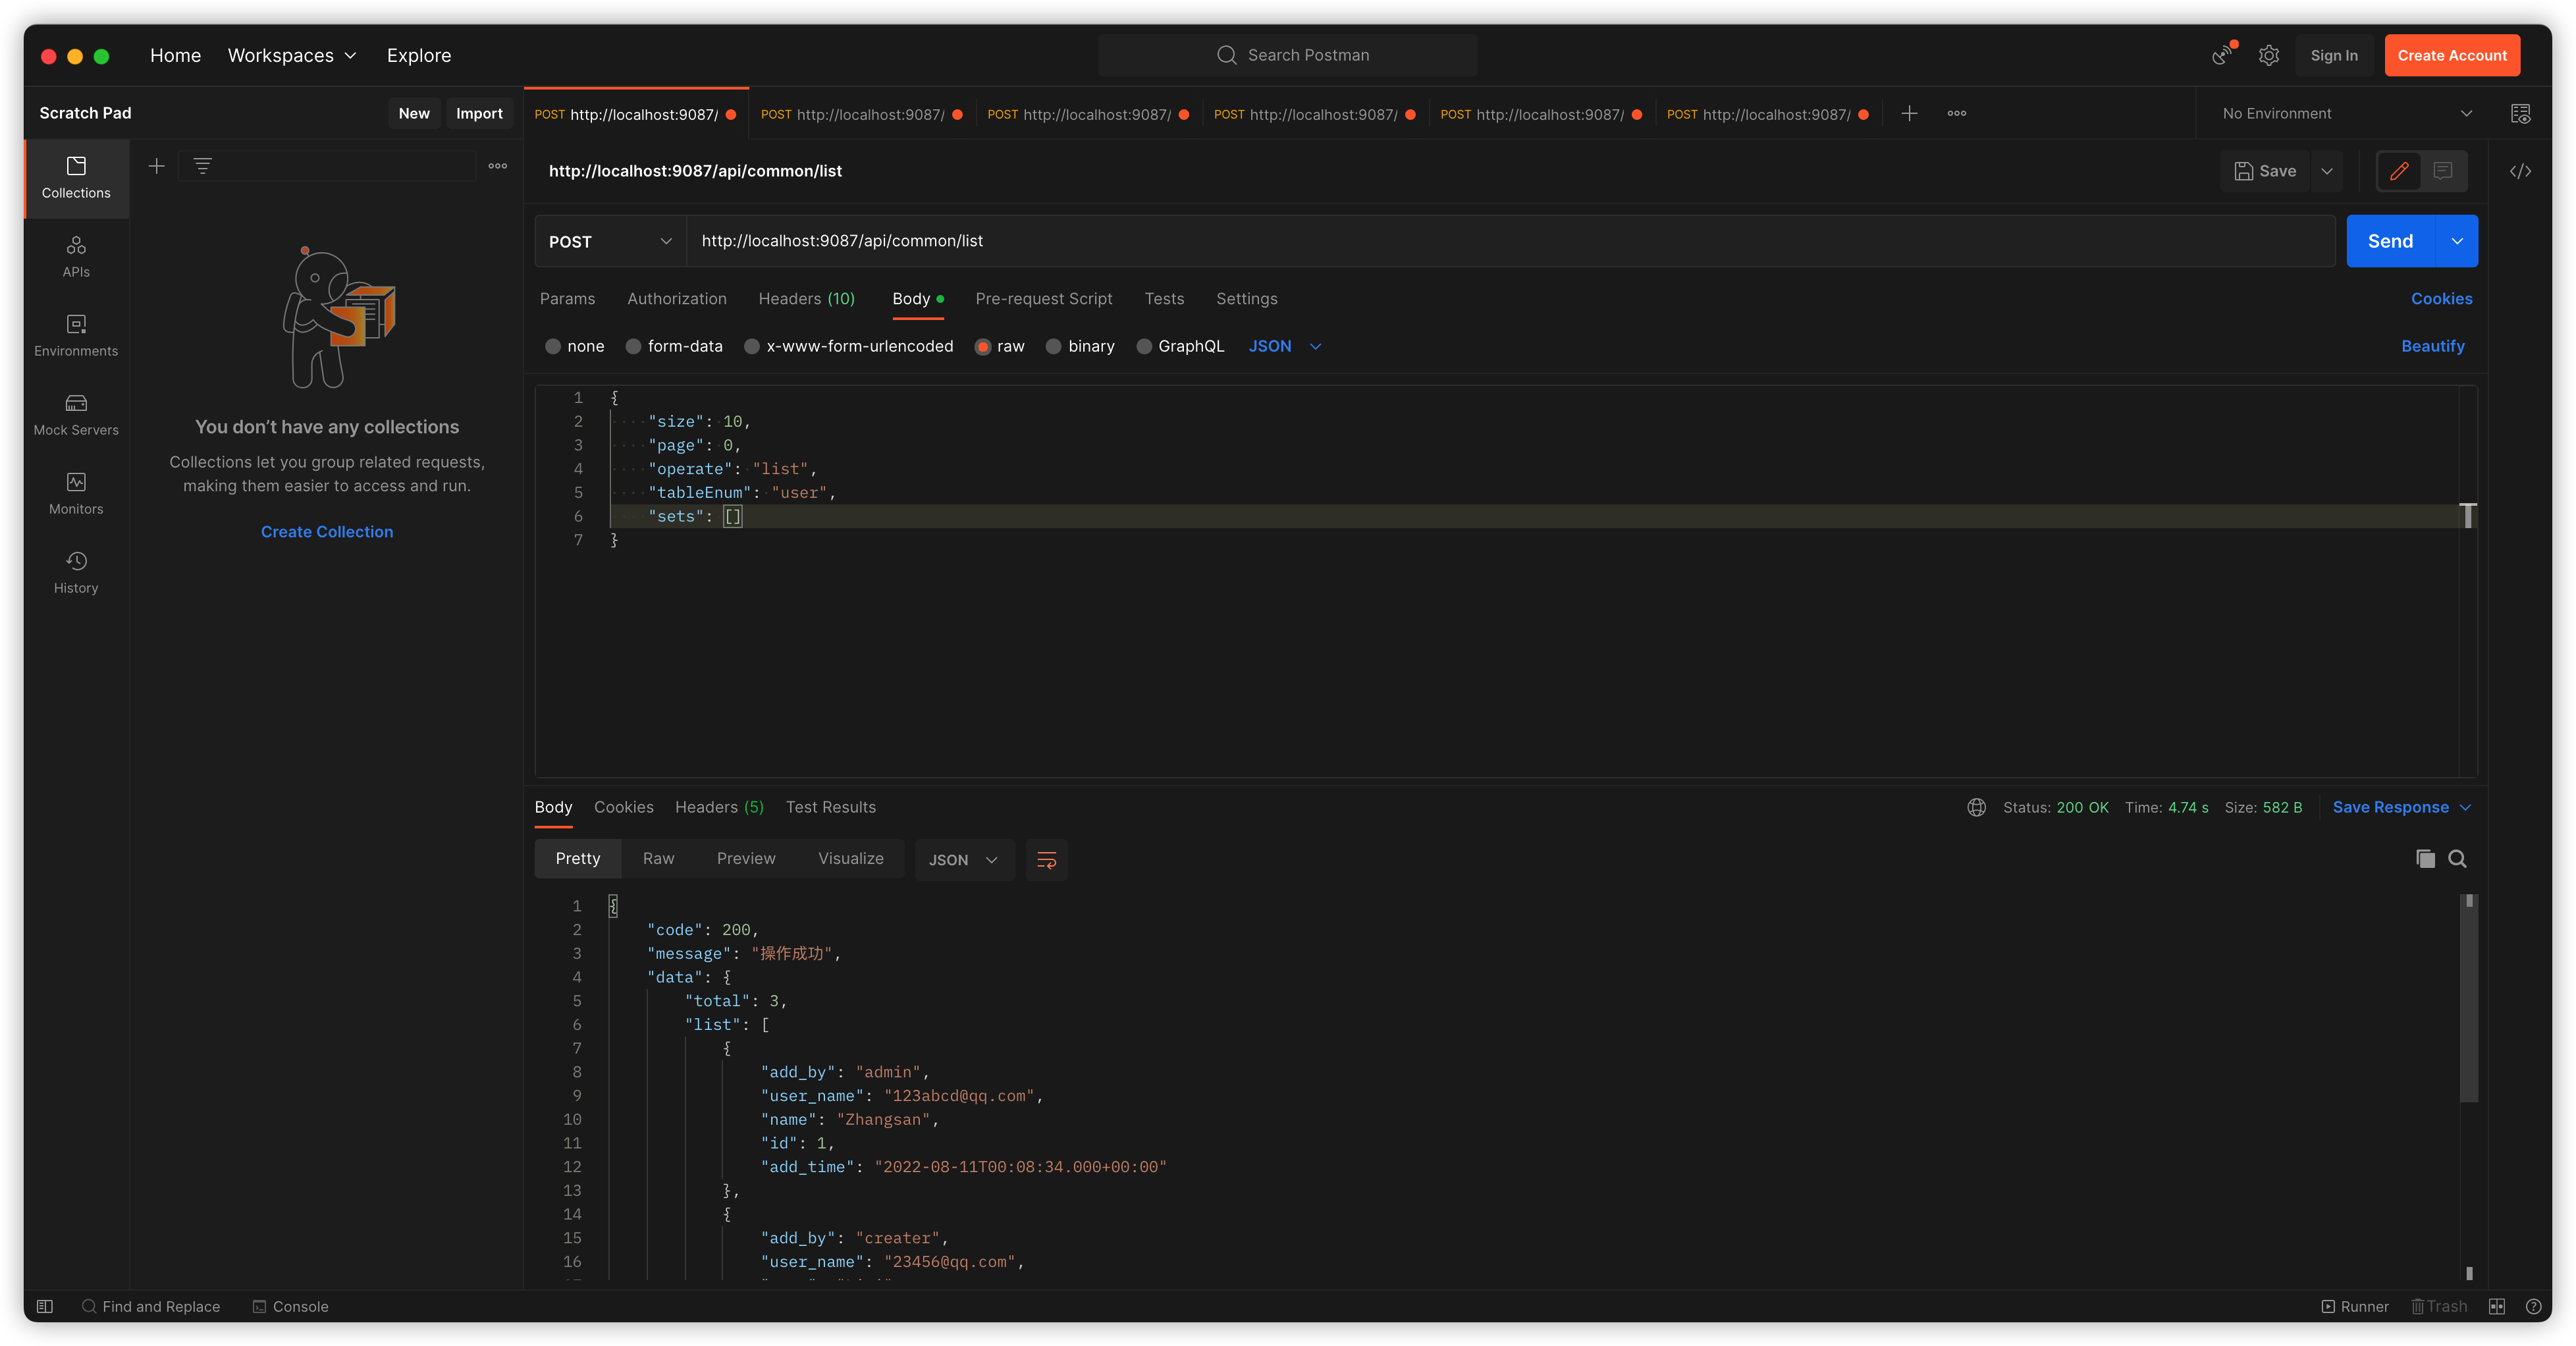 Home Workspaces Explore Search Postman Sign In Create Account
Scratch Pad New Import
POST http://localhost:9087/ POST http://localhost:9087/ POST http://localhost:9087/ POST http://localhost:9087/ POST http://localhost:9087/ POST http://localhost:9087/ No Environment
Collections
APIs
Environments
Mock Servers
Monitors
History
You don’t have any collections
Collections let you group related requests,
making them easier to access and run.
Create Collection
http://localhost:9087/api/common/list Save
POST http://localhost:9087/api/common/list Send
Params Authorization Headers (10) Body Pre-request Script Tests Settings Cookies
none form-data x-www-form-urlencoded raw binary GraphQL JSON Beautify
1 {
2 "size": 10,
3 "page": 0,
4 "operate": "list",
5 "tableEnum": "user",
6 "sets": []
7 }
Body Cookies Headers (5) Test Results Status: 200 OK Time: 4.74 s Size: 582 B Save Response
Pretty Raw Preview Visualize JSON
1 {
2 "code": 200,
3 "message": "操作成功",
4 "data": {
5 "total": 3,
6 "list": [
7 {
8 "add_by": "admin",
9 "user_name": "123abcd@qq.com",
10 "name": "Zhangsan",
11 "id": 1,
12 "add_time": "2022-08-11T00:08:34.000+00:00"
13 },
14 {
15 "add_by": "creater",
16 "user_name": "23456@qq.com",
Find and Replace Console Runner Trash